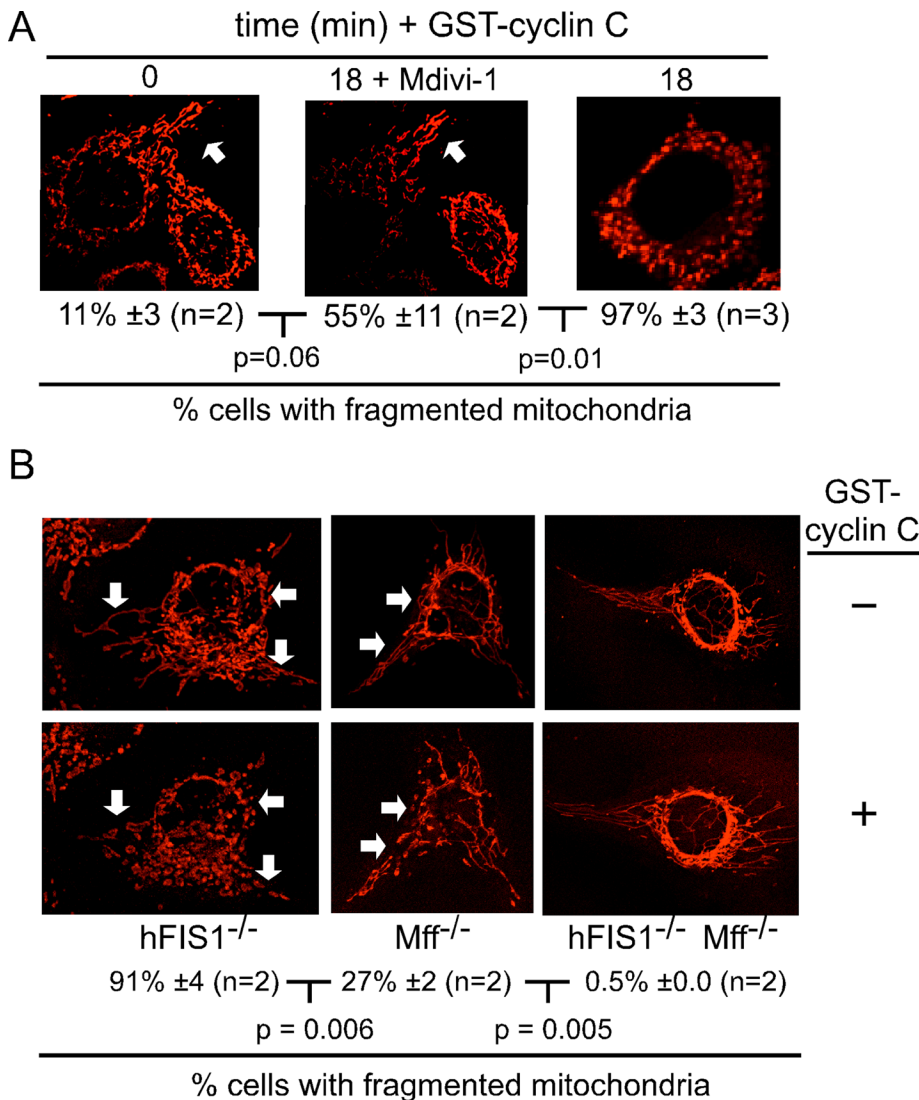 A
time (min) + GST-cyclin C
0 18 + Mdivi-1 18
11% ±3 (n=2) 55% ±11 (n=2) 97% ±3 (n=3)
p=0.06 p=0.01
% cells with fragmented mitochondria
B
GST-
cyclin C
−
+
hFIS1-/- Mff-/- hFIS1-/- Mff-/-
91% ±4 (n=2) 27% ±2 (n=2) 0.5% ±0.0 (n=2)
p = 0.006 p = 0.005
% cells with fragmented mitochondria